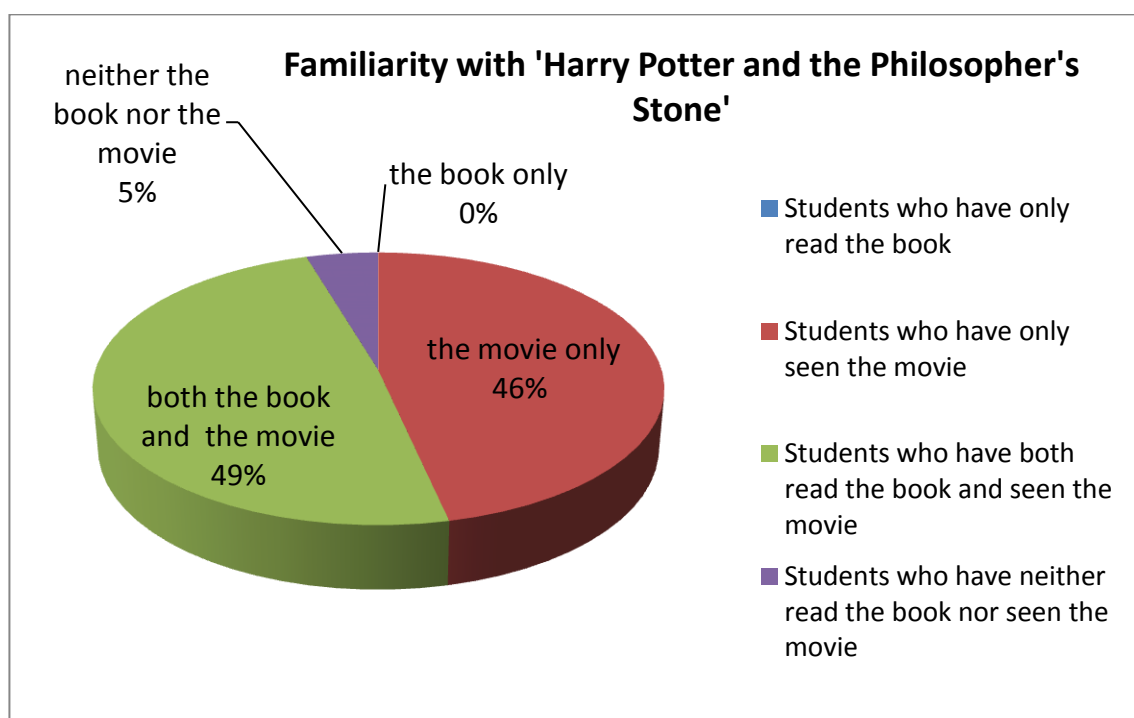 Familiarity with 'Harry Potter and the Philosopher's
Stone'
neither the
book nor the
movie
5%
the book only
0%
the movie only
46%
both the book
and the movie
49%
Students who have only
read the book
Students who have only
seen the movie
Students who have both
read the book and seen the
movie
Students who have neither
read the book nor seen the
movie